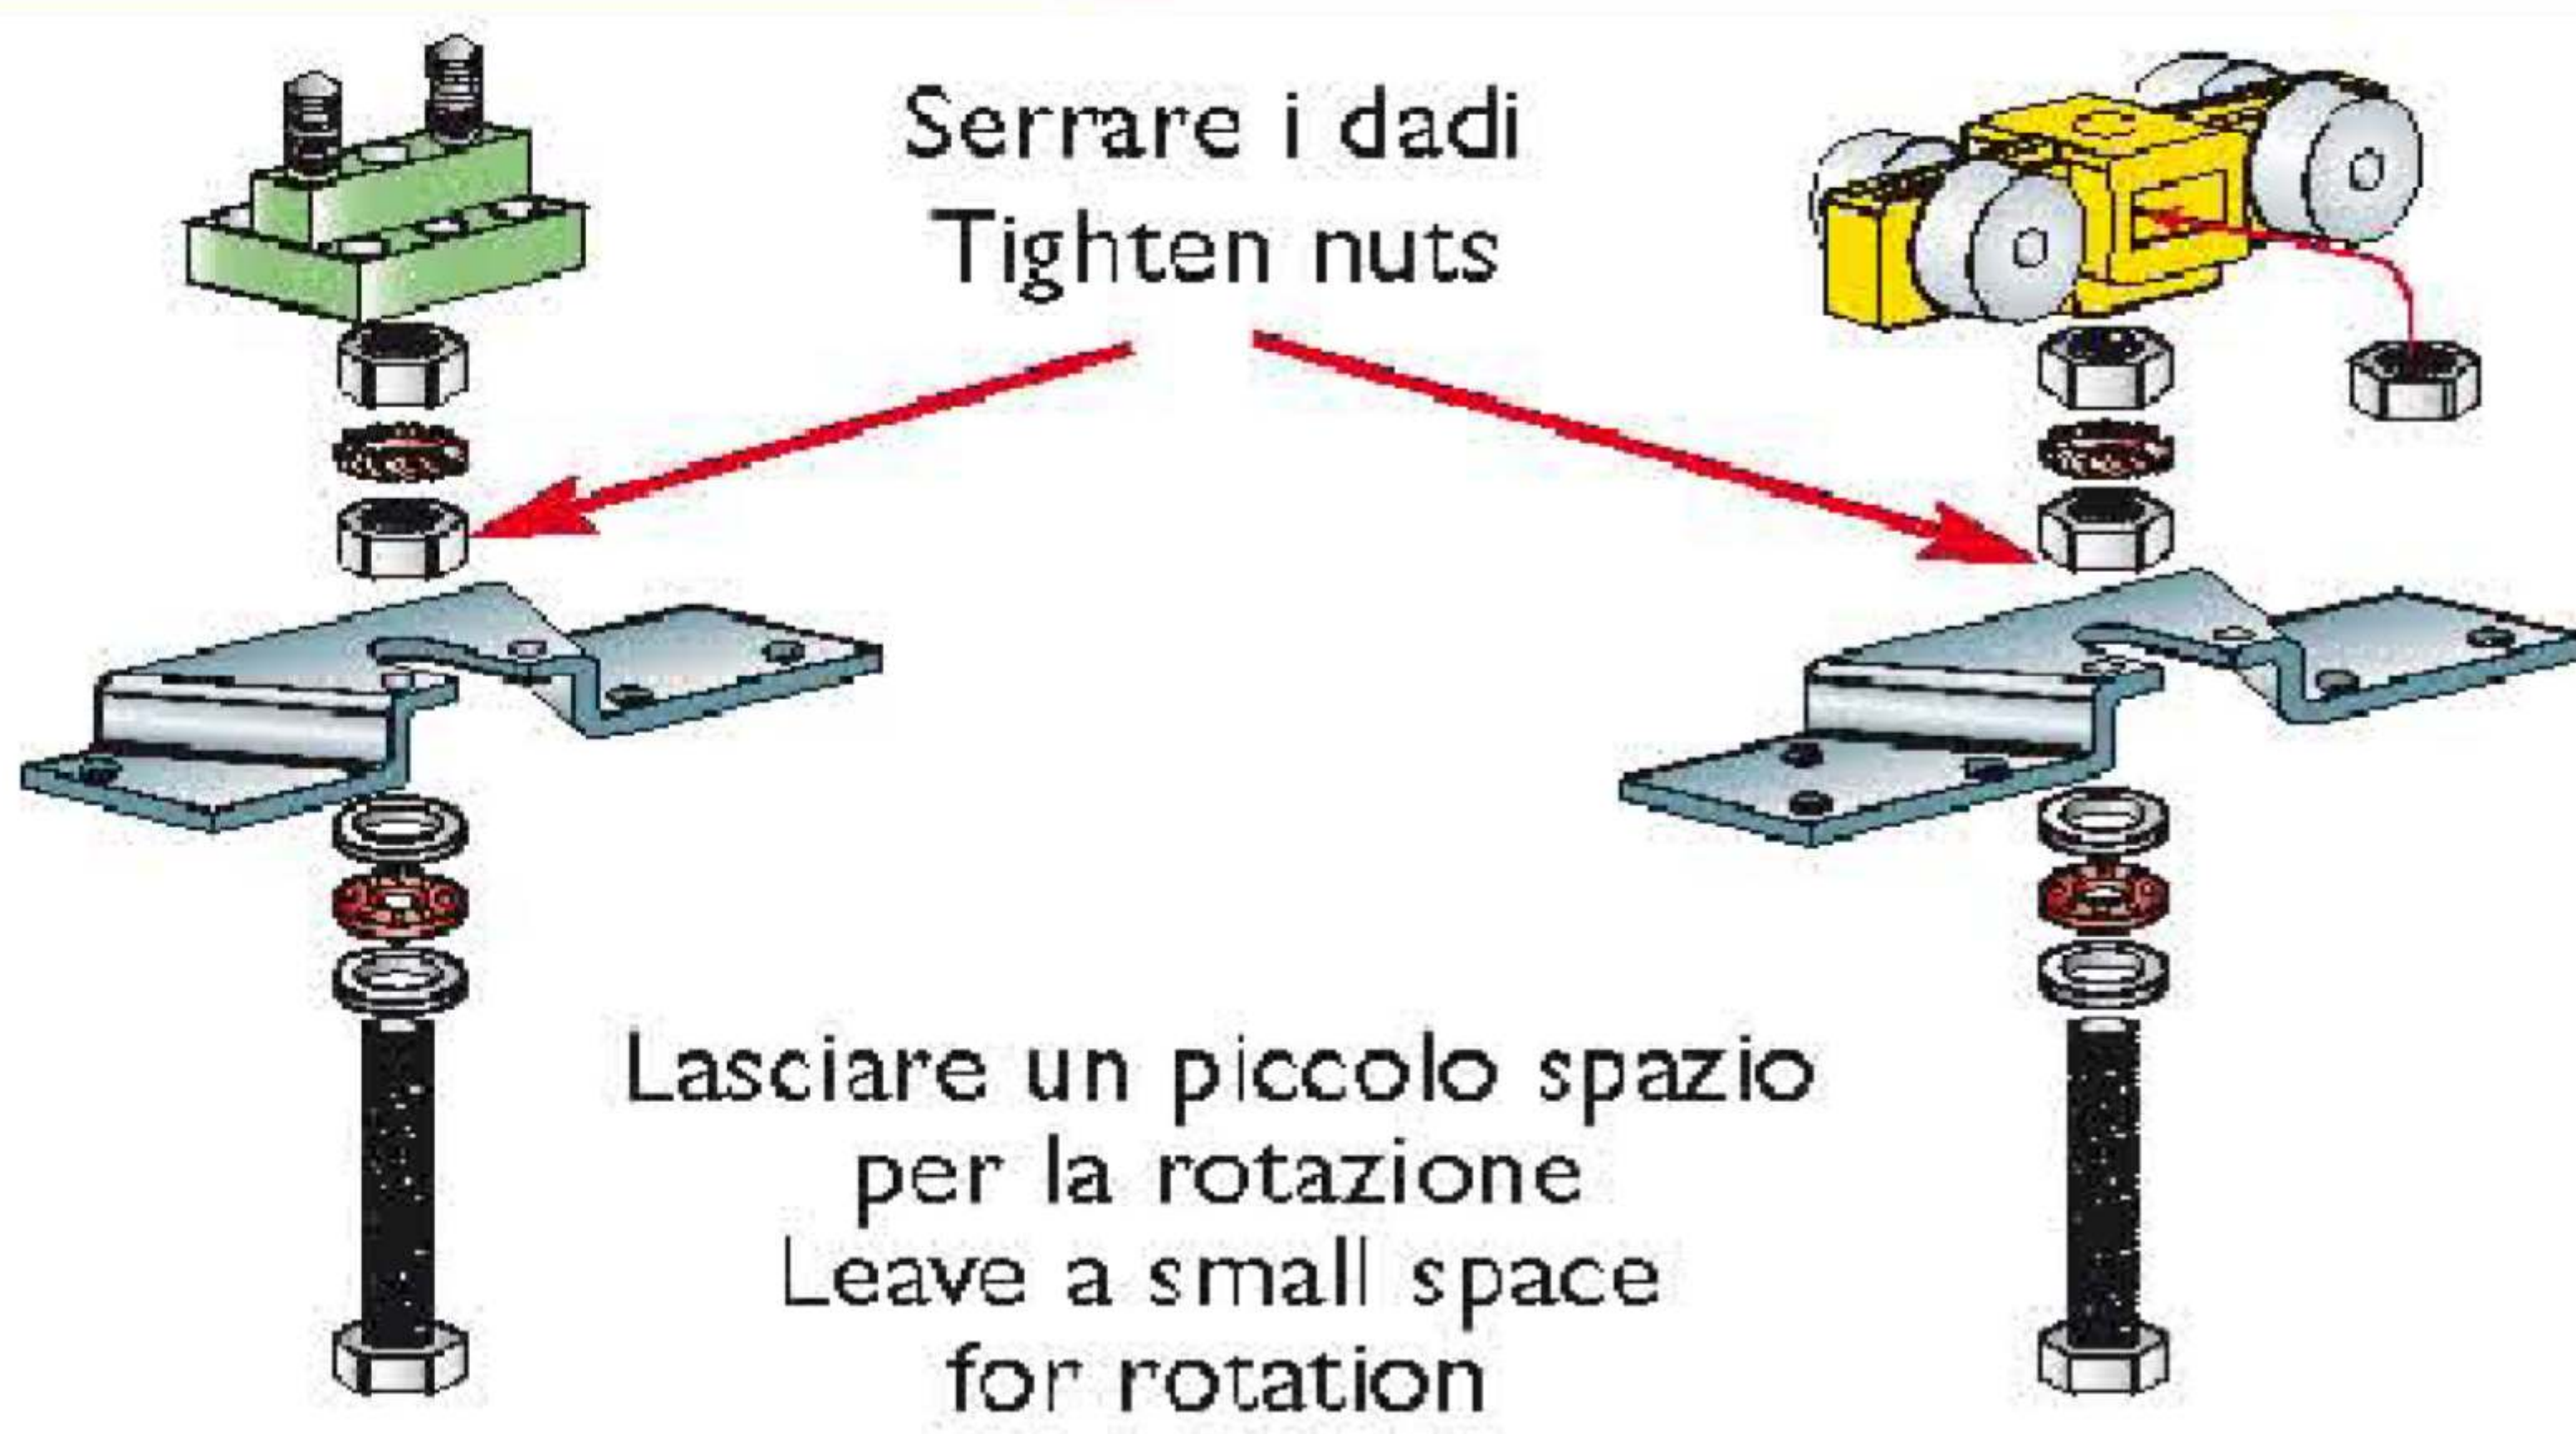 Serrare i dadi
Tighten nuts
Lasciare un piccolo spazio
per la rotazione
Leave a small space
for rotation